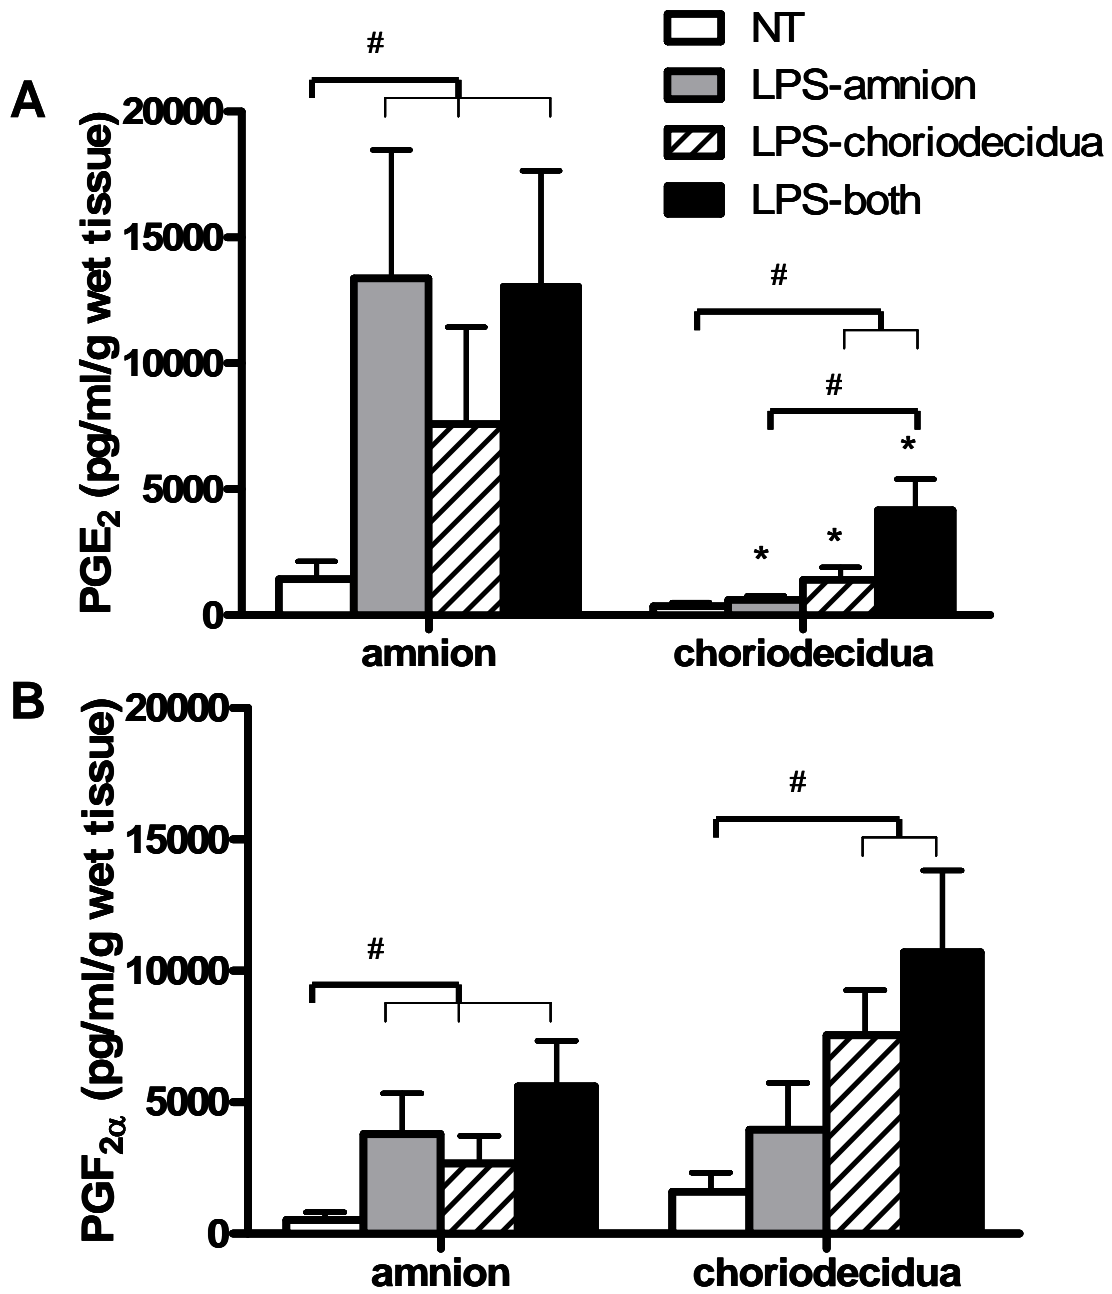 NT
LPS-amnion
LPS-choriodecidua
LPS-both
A
PGE2 (pg/ml/g wet tissue)
20000
15000
10000
5000
0
#
#
#
*
*
*
amnion choriodecidua
B
PGF2α (pg/ml/g wet tissue)
20000
15000
10000
5000
0
#
#
amnion choriodecidua